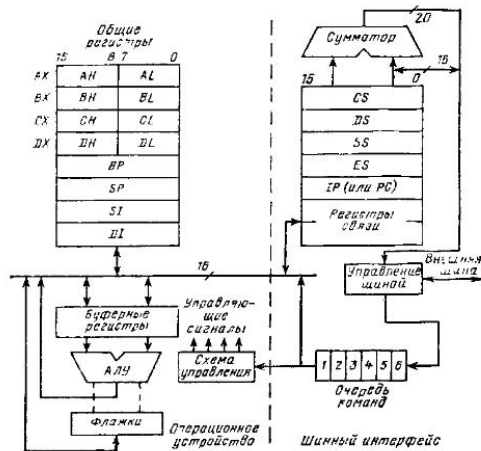 Общие
регистры
15 8 7 0
AX AH AL
BX BH BL
CX CH CL
DX DH DL
BP
SP
SI
DI
16
Буферные
регистры
АЛУ
Флажки
Управляю-
щие
сигналы
Схема
управления
Операционное
устройство
20
Сумматор
16
15 0
CS
DS
SS
ES
IP (или PC)
Регистры
связи
Управление
шиной
Внешняя
шина
1 2 3 4 5 6
Очередь
команд
Шинный интерфейс